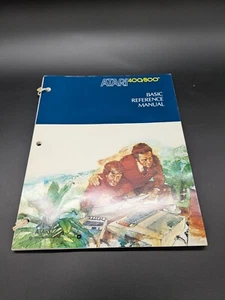 ATARI 400/800™
BASIC
REFERENCE
MANUAL